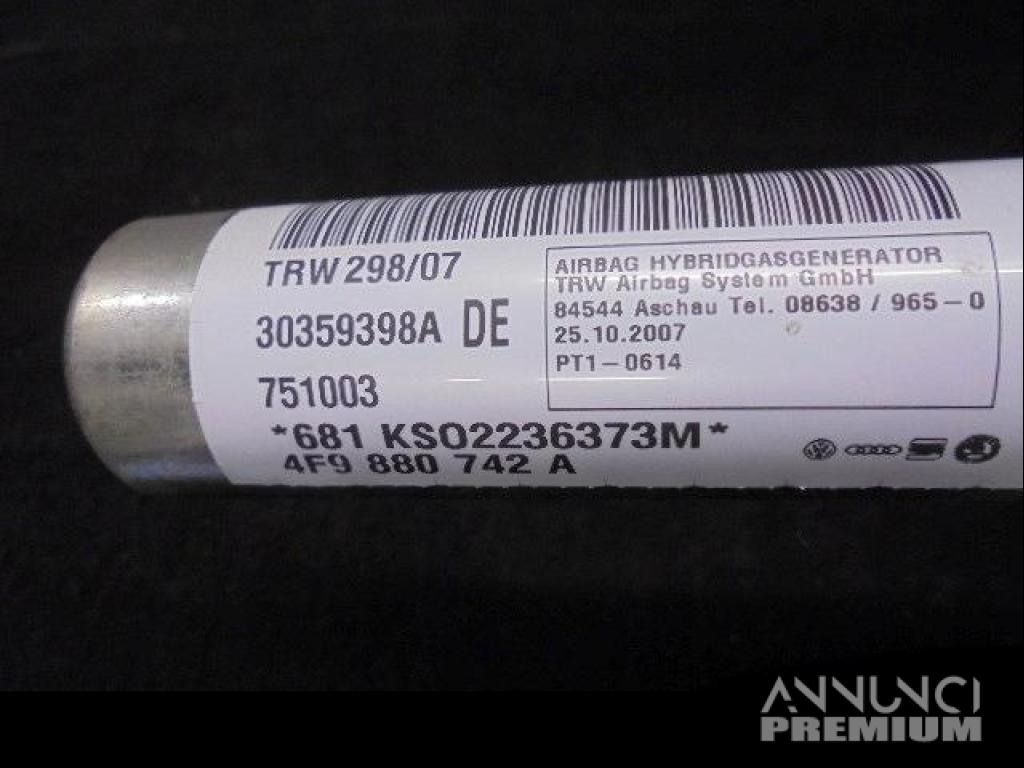 TRW 298/07
30359398A DE
751003
*681 KS02236373M*
4F9 880 742 A
AIRBAG HYBRIDGASGENERATOR
TRW Airbag System GmbH
84544 Aschau Tel. 08638 / 965-0
25.10.2007
PT1-0614
ANNUNCI
PREMIUM